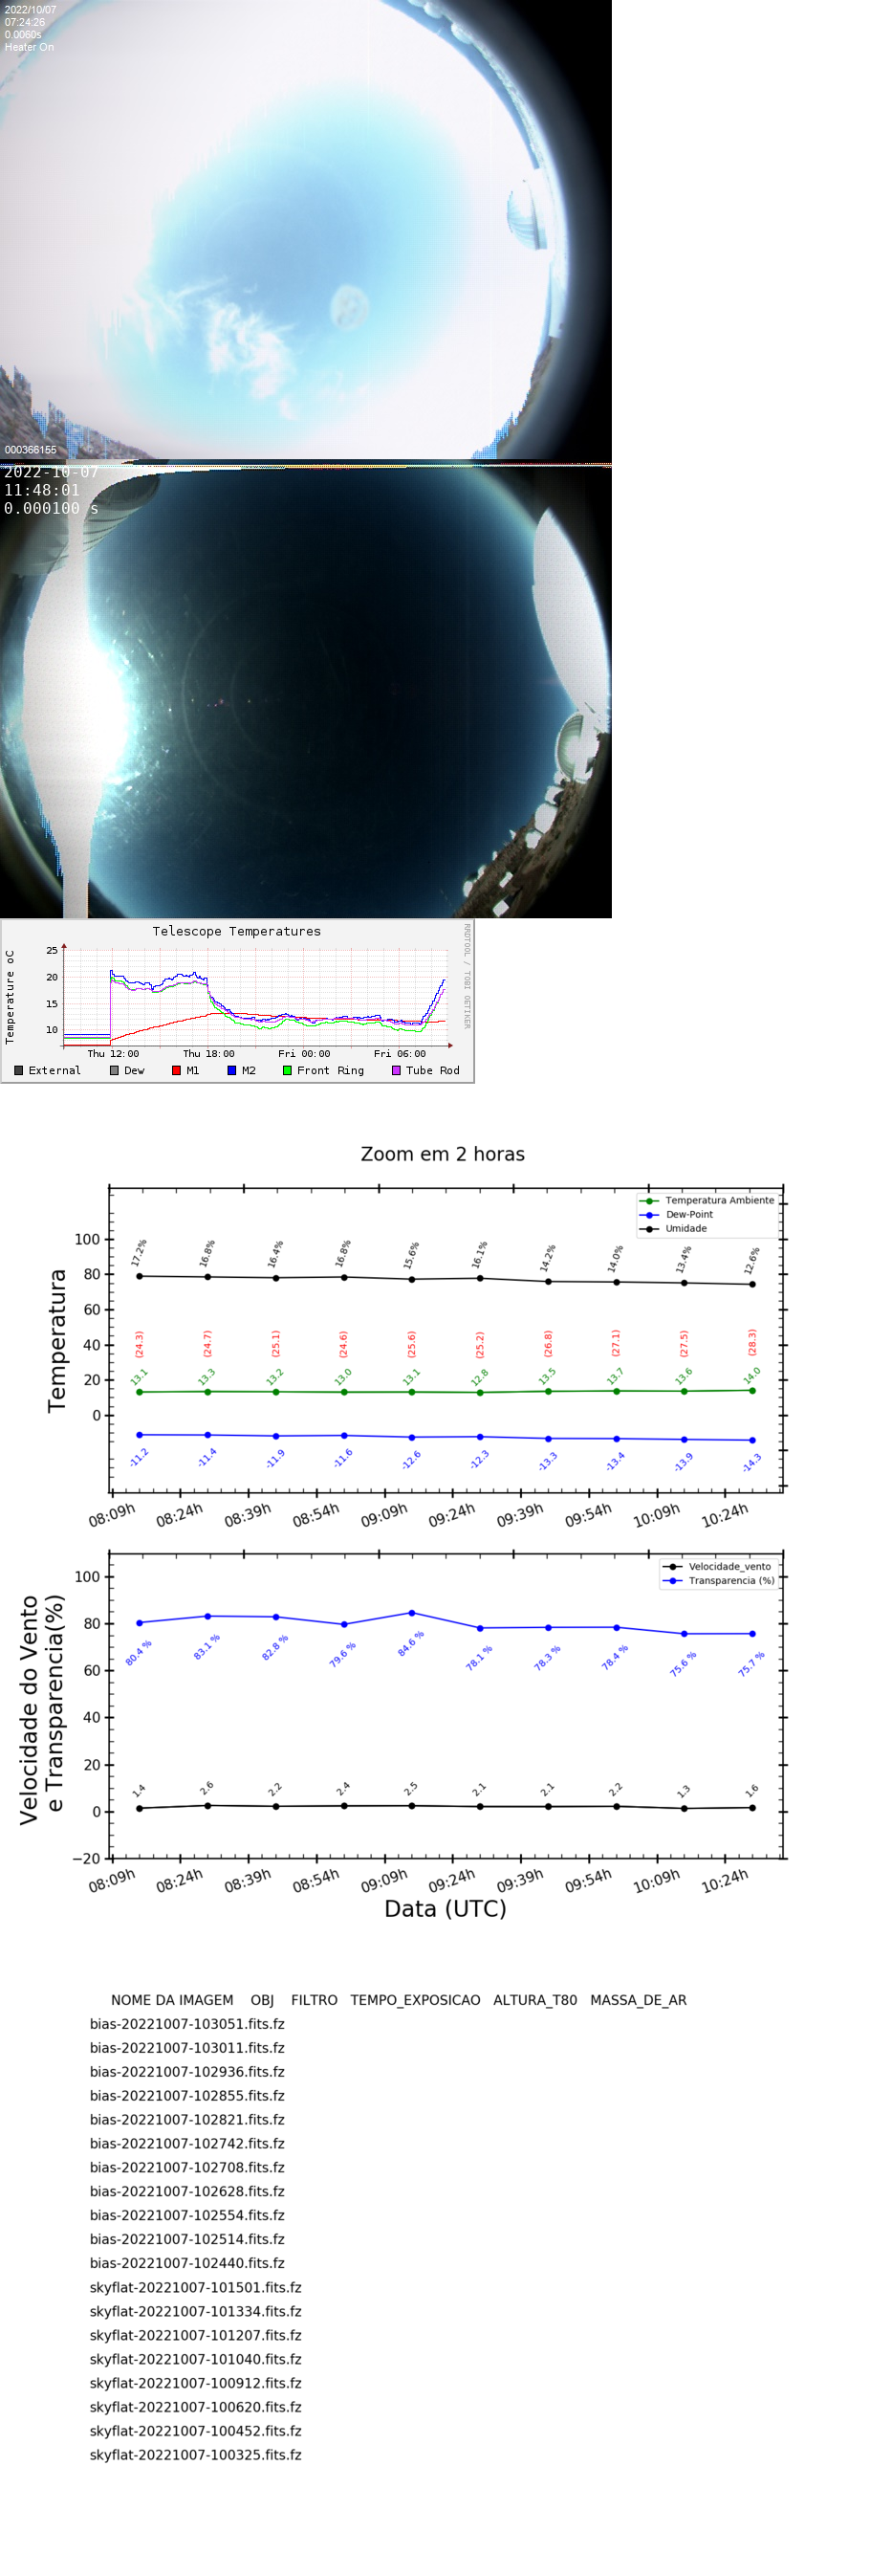 2022/10/07
07:24:26
0.0060s
Heater On
000366155
2022-10-07
11:48:01
0.000100 s
Telescope Temperatures
RRDTOOL / TOBI OETIKER
Temperature oC
25
20
15
10
Thu 12:00 Thu 18:00 Fri 00:00 Fri 06:00
External Dew M1 M2 Front Ring Tube Rod
Zoom em 2 horas
Temperatura Ambiente
Dew-Point
Umidade
Temperatura
100
80
60
40
20
0
17.2% 16.8% 16.4% 16.8% 15.6% 16.1% 14.2% 14.0% 13.4% 12.6%
(24.3) (24.7) (25.1) (24.6) (25.6) (25.2) (26.8) (27.1) (27.5) (28.3)
13.1 13.3 13.2 13.0 13.1 12.8 13.5 13.7 13.6 14.0
-11.2 -11.4 -11.9 -11.6 -12.6 -12.3 -13.3 -13.4 -13.9 -14.3
08:09h 08:24h 08:39h 08:54h 09:09h 09:24h 09:39h 09:54h 10:09h 10:24h
Velocidade_vento
Transparencia (%)
Velocidade do Vento
e Transparencia(%)
100
80
60
40
20
0
−20
80.4 % 83.1 % 82.8 % 79.6 % 84.6 % 78.1 % 78.3 % 78.4 % 75.6 % 75.7 %
1.4 2.6 2.2 2.4 2.5 2.1 2.1 2.2 1.3 1.6
08:09h 08:24h 08:39h 08:54h 09:09h 09:24h 09:39h 09:54h 10:09h 10:24h
Data (UTC)
NOME DA IMAGEM OBJ FILTRO TEMPO_EXPOSICAO ALTURA_T80 MASSA_DE_AR
bias-20221007-103051.fits.fz
bias-20221007-103011.fits.fz
bias-20221007-102936.fits.fz
bias-20221007-102855.fits.fz
bias-20221007-102821.fits.fz
bias-20221007-102742.fits.fz
bias-20221007-102708.fits.fz
bias-20221007-102628.fits.fz
bias-20221007-102554.fits.fz
bias-20221007-102514.fits.fz
bias-20221007-102440.fits.fz
skyflat-20221007-101501.fits.fz
skyflat-20221007-101334.fits.fz
skyflat-20221007-101207.fits.fz
skyflat-20221007-101040.fits.fz
skyflat-20221007-100912.fits.fz
skyflat-20221007-100620.fits.fz
skyflat-20221007-100452.fits.fz
skyflat-20221007-100325.fits.fz